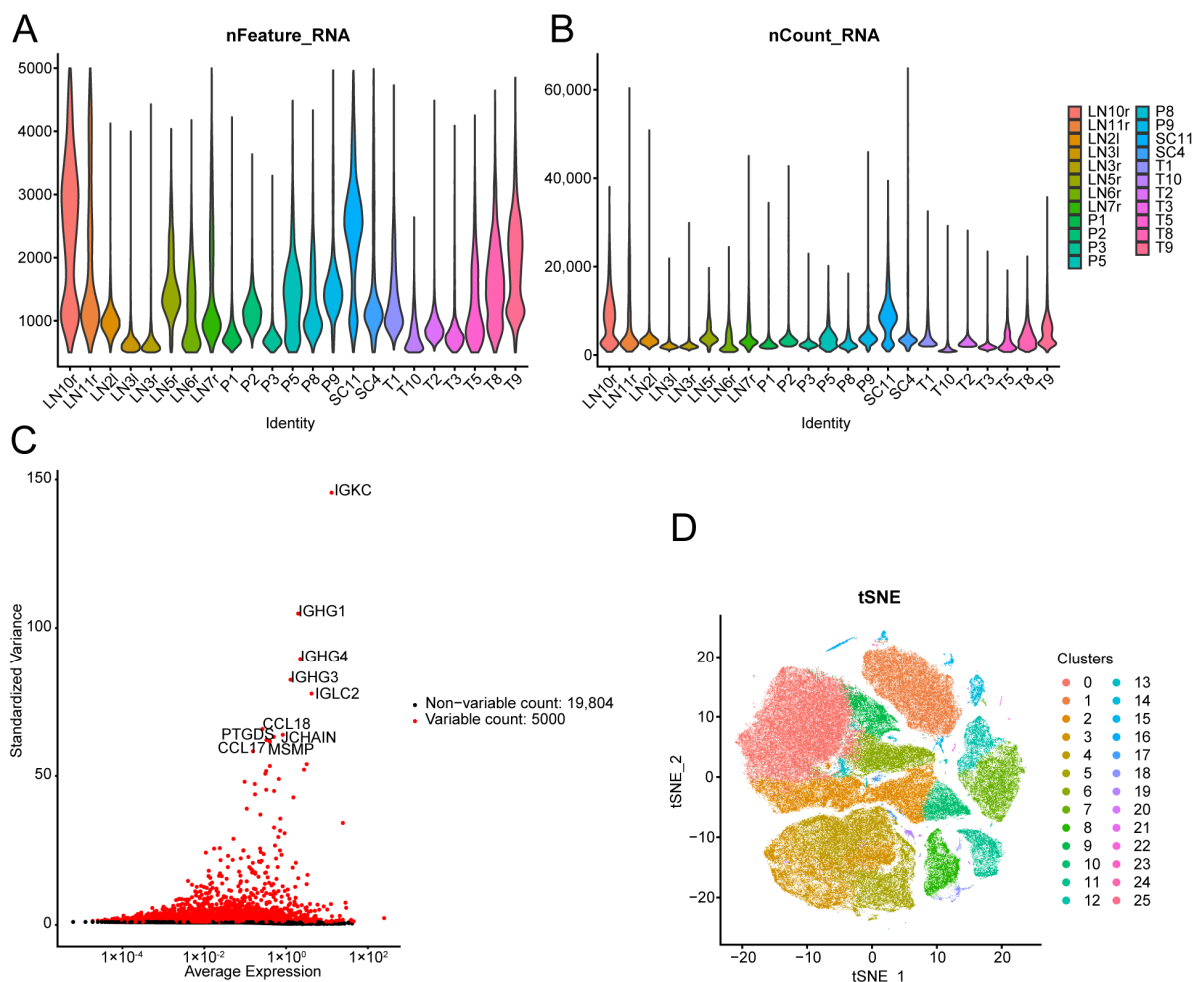 A
nFeature_RNA
5000
4000
3000
2000
1000
LN10r
LN11r
LN2l
LN3l
LN3r
LN5r
LN6r
LN7r
P1
P2
P3
P5
P8
P9
SC11
SC4
T1
T10
T2
T3
T5
T8
T9
Identity
B
nCount_RNA
60,000
40,000
20,000
0
LN10r
LN11r
LN2l
LN3l
LN3r
LN5r
LN6r
LN7r
P1
P2
P3
P5
P8
P9
SC11
SC4
T1
T10
T2
T3
T5
T8
T9
Identity
LN10r
LN11r
LN2l
LN3l
LN3r
LN5r
LN6r
LN7r
P1
P2
P3
P5
P8
P9
SC11
SC4
T1
T10
T2
T3
T5
T8
T9
C
Standardized Variance
150
100
50
0
IGKC
IGHG1
IGHG4
IGHG3
IGLC2
CCL18
PTGDS
JCHAIN
CCL17
MSMP
1×10⁻⁴
1×10⁻²
1×10⁰
1×10²
Average Expression
Non-variable count: 19,804
Variable count: 5000
D
tSNE
tSNE_2
20
10
0
−10
−20
−20
−10
0
10
20
tSNE_1
Clusters
0
1
2
3
4
5
6
7
8
9
10
11
12
13
14
15
16
17
18
19
20
21
22
23
24
25